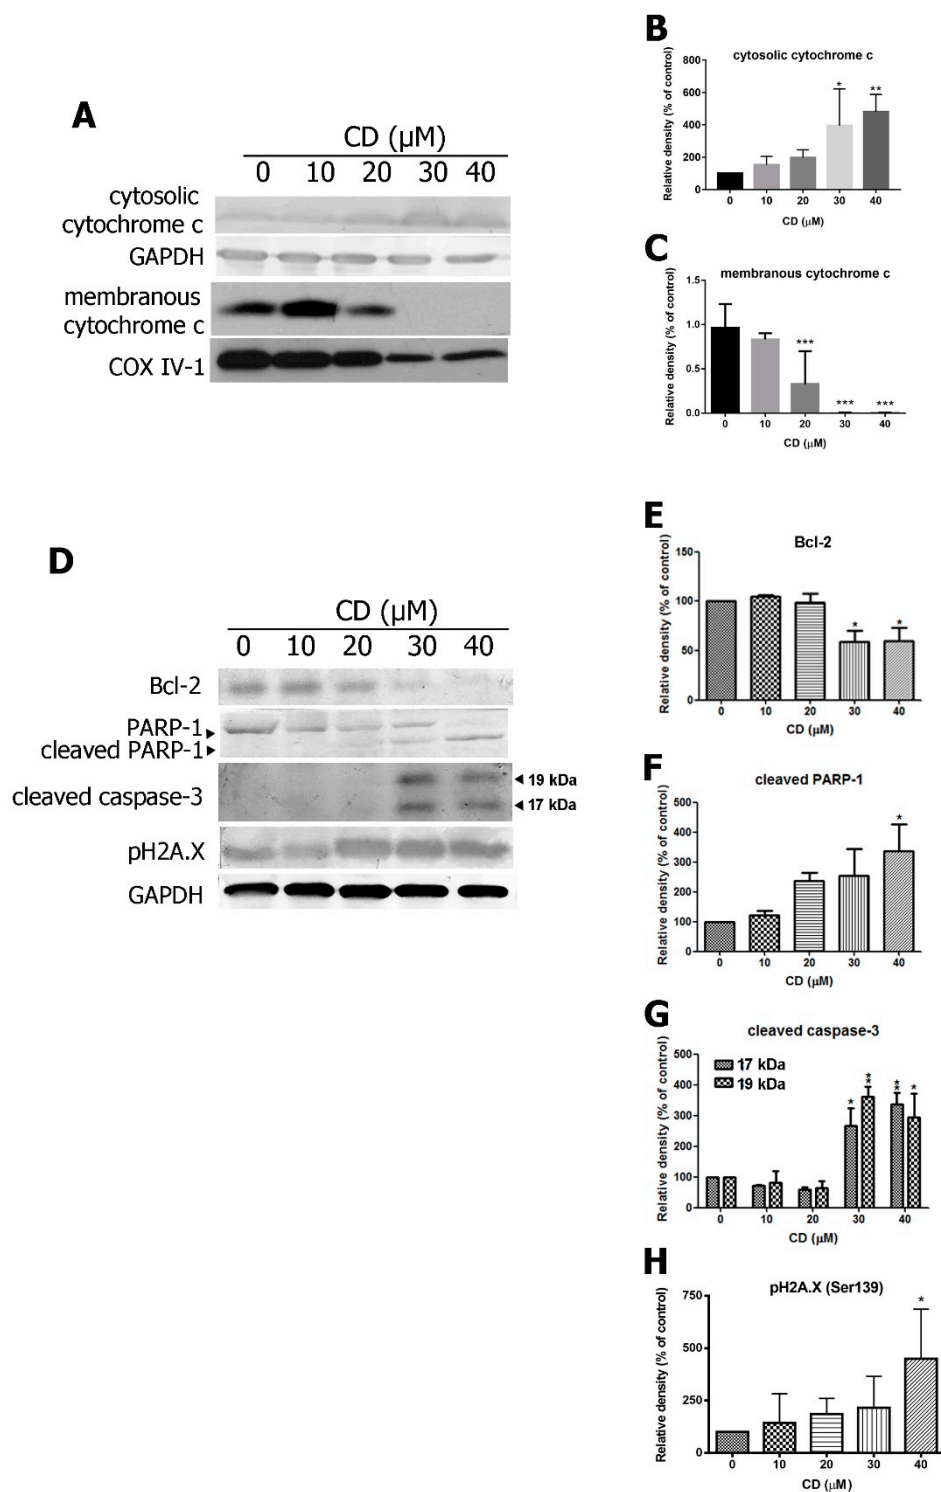 A
CD (µM)
0 10 20 30 40
cytosolic
cytochrome c
GAPDH
membranous
cytochrome c
COX IV-1
B
cytosolic cytochrome c
Relative density (% of control)
800
600
400
200
0
* **
0 10 20 30 40
CD (µM)
C
membranous cytochrome c
Relative density (% of control)
1.5
1.0
0.5
0.0
*** *** ***
0 10 20 30 40
CD (µM)
D
CD (µM)
0 10 20 30 40
Bcl-2
PARP-1
cleaved PARP-1
cleaved caspase-3
19 kDa
17 kDa
pH2A.X
GAPDH
E
Bcl-2
Relative density (% of control)
150
100
50
0
* *
0 10 20 30 40
CD (µM)
F
cleaved PARP-1
Relative density (% of control)
500
400
300
200
100
0
*
0 10 20 30 40
CD (µM)
G
cleaved caspase-3
Relative density (% of control)
500
400
300
200
100
0
17 kDa
19 kDa
* ** ** *
0 10 20 30 40
CD (µM)
H
pH2A.X (Ser139)
Relative density (% of control)
750
500
250
0
*
0 10 20 30 40
CD (µM)